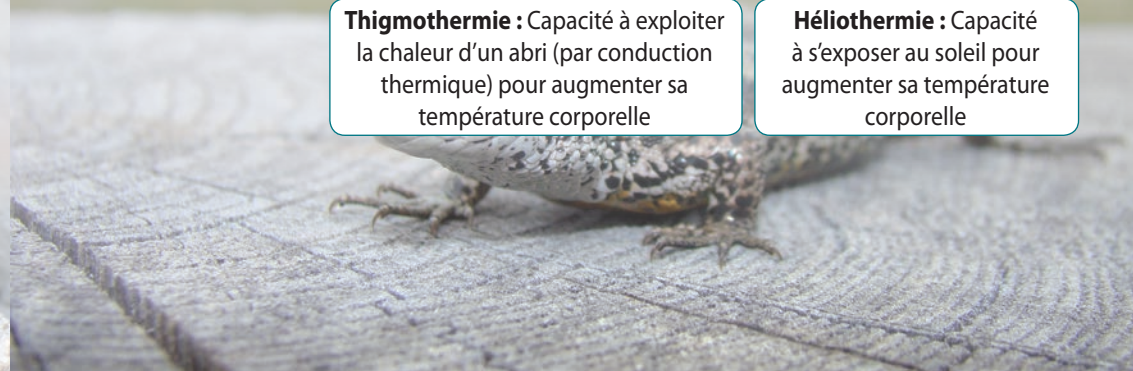 Thigmothermie : Capacité à exploiter
la chaleur d’un abri (par conduction
thermique) pour augmenter sa
température corporelle
Héliothermie : Capacité
à s’exposer au soleil pour
augmenter sa température
corporelle